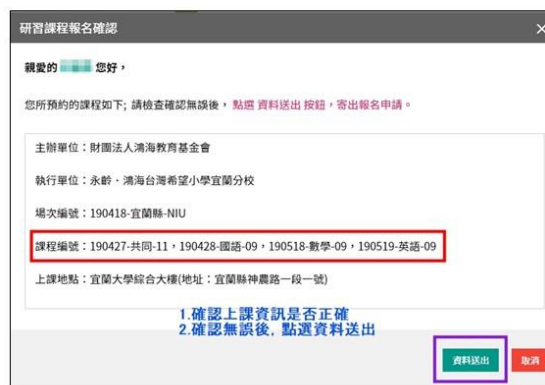 研習課程報名確認
親愛的 您好，
您所預約的課程如下; 請檢查確認無誤後， 點選 資料送出 按鈕，寄出報名申請。
主辦單位：財團法人鴻海教育基金會
執行單位：永齡・鴻海台灣希望小學宜蘭分校
場次編號：190418-宜蘭縣-NIU
課程編號：190427-共同-11，190428-國語-09，190518-數學-09，190519-英語-09
上課地點：宜蘭大學綜合大樓(地址：宜蘭縣神農路一段一號)
1.確認上課資訊是否正確
2.確認無誤後, 點選資料送出
資料送出 取消